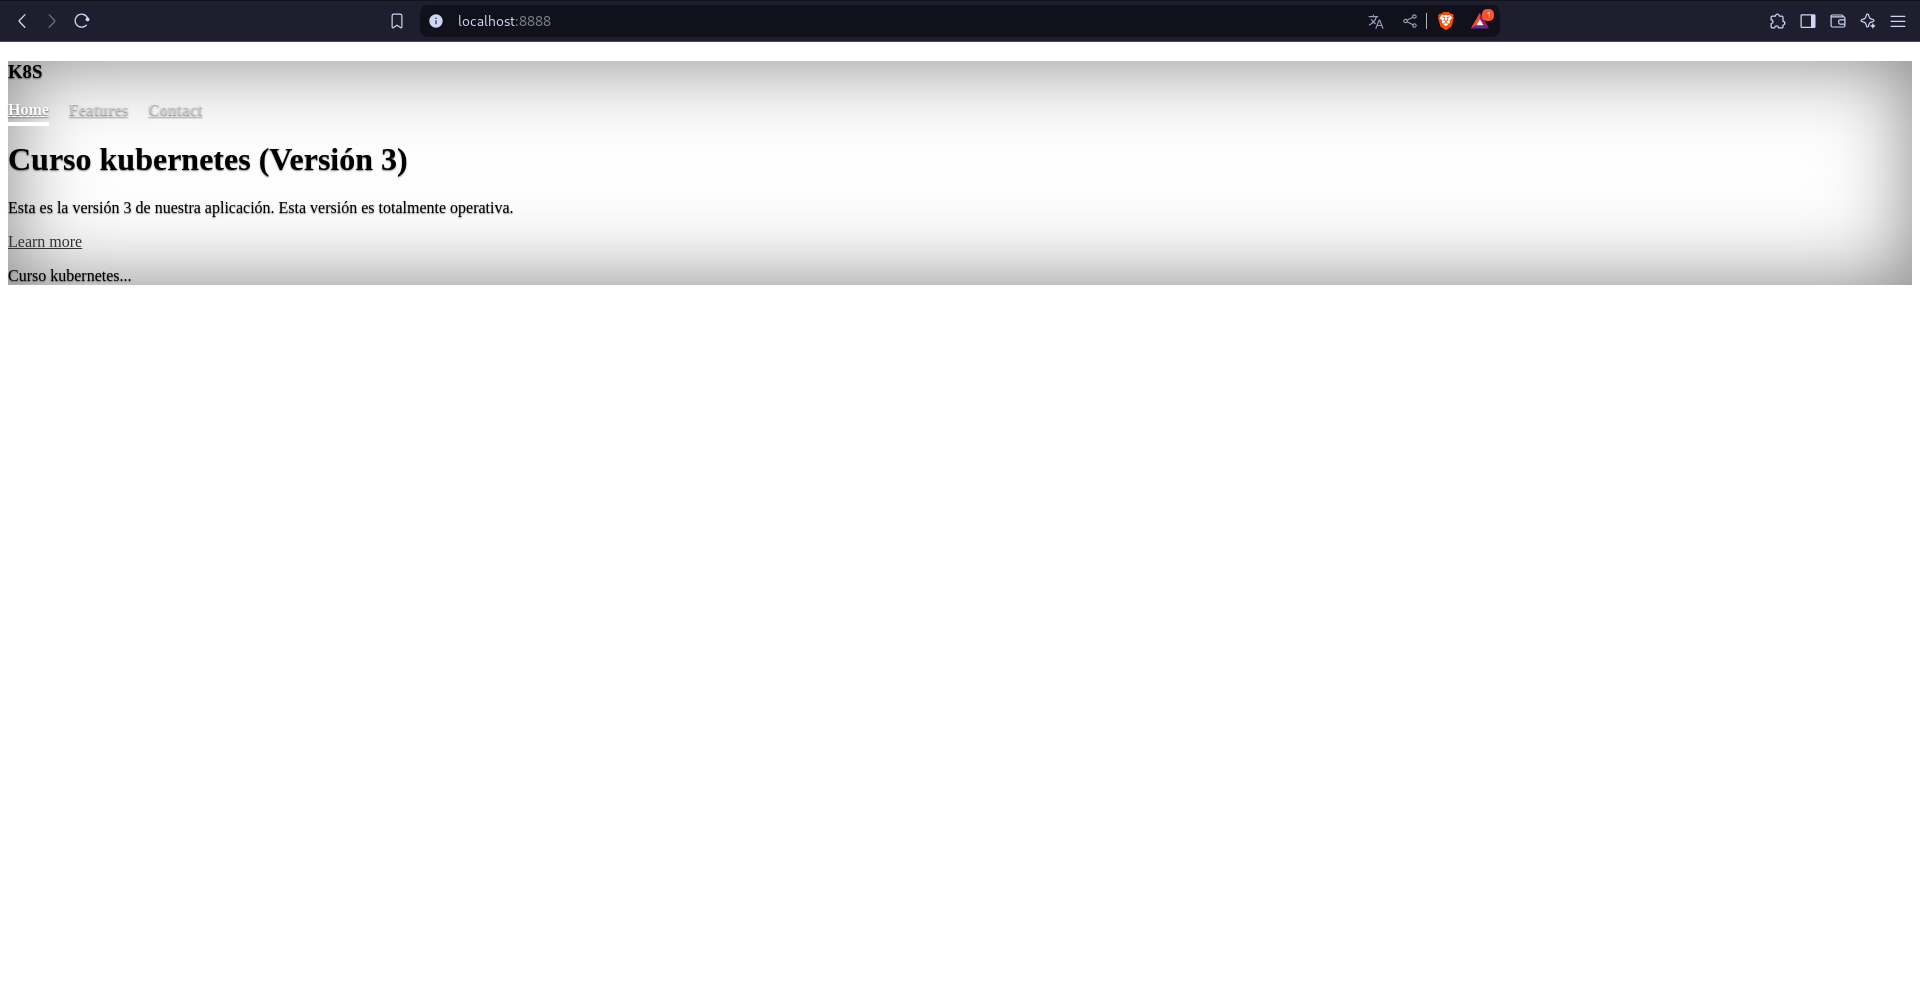 localhost:8888
1
K8S
Home Features Contact
Curso kubernetes (Versión 3)
Esta es la versión 3 de nuestra aplicación. Esta versión es totalmente operativa.
Learn more
Curso kubernetes...